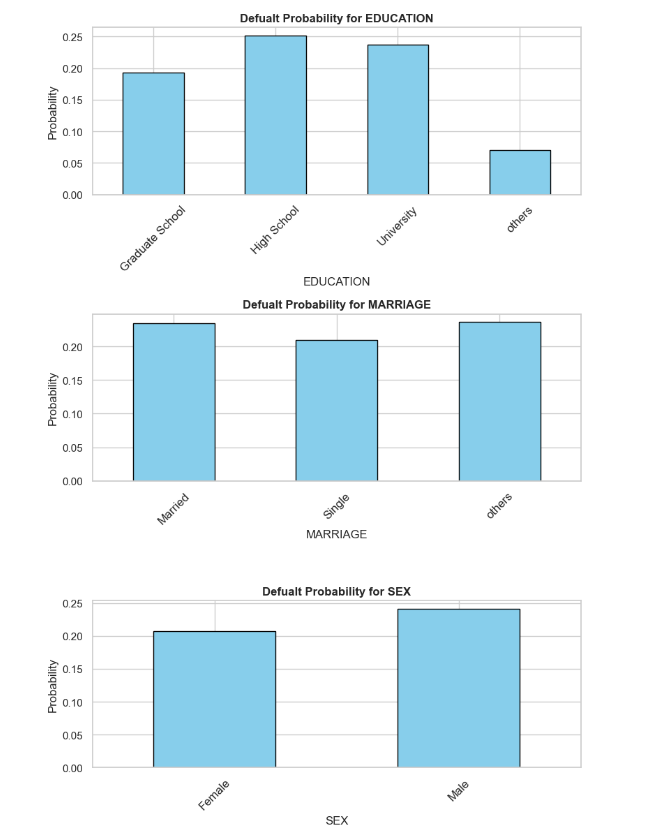 Defualt Probability for EDUCATION
0.25
0.20
0.15
0.10
0.05
0.00
Probability
Graduate School
High School
University
others
EDUCATION
Defualt Probability for MARRIAGE
0.20
0.15
0.10
0.05
0.00
Probability
Married
Single
others
MARRIAGE
Defualt Probability for SEX
0.25
0.20
0.15
0.10
0.05
0.00
Probability
Female
Male
SEX